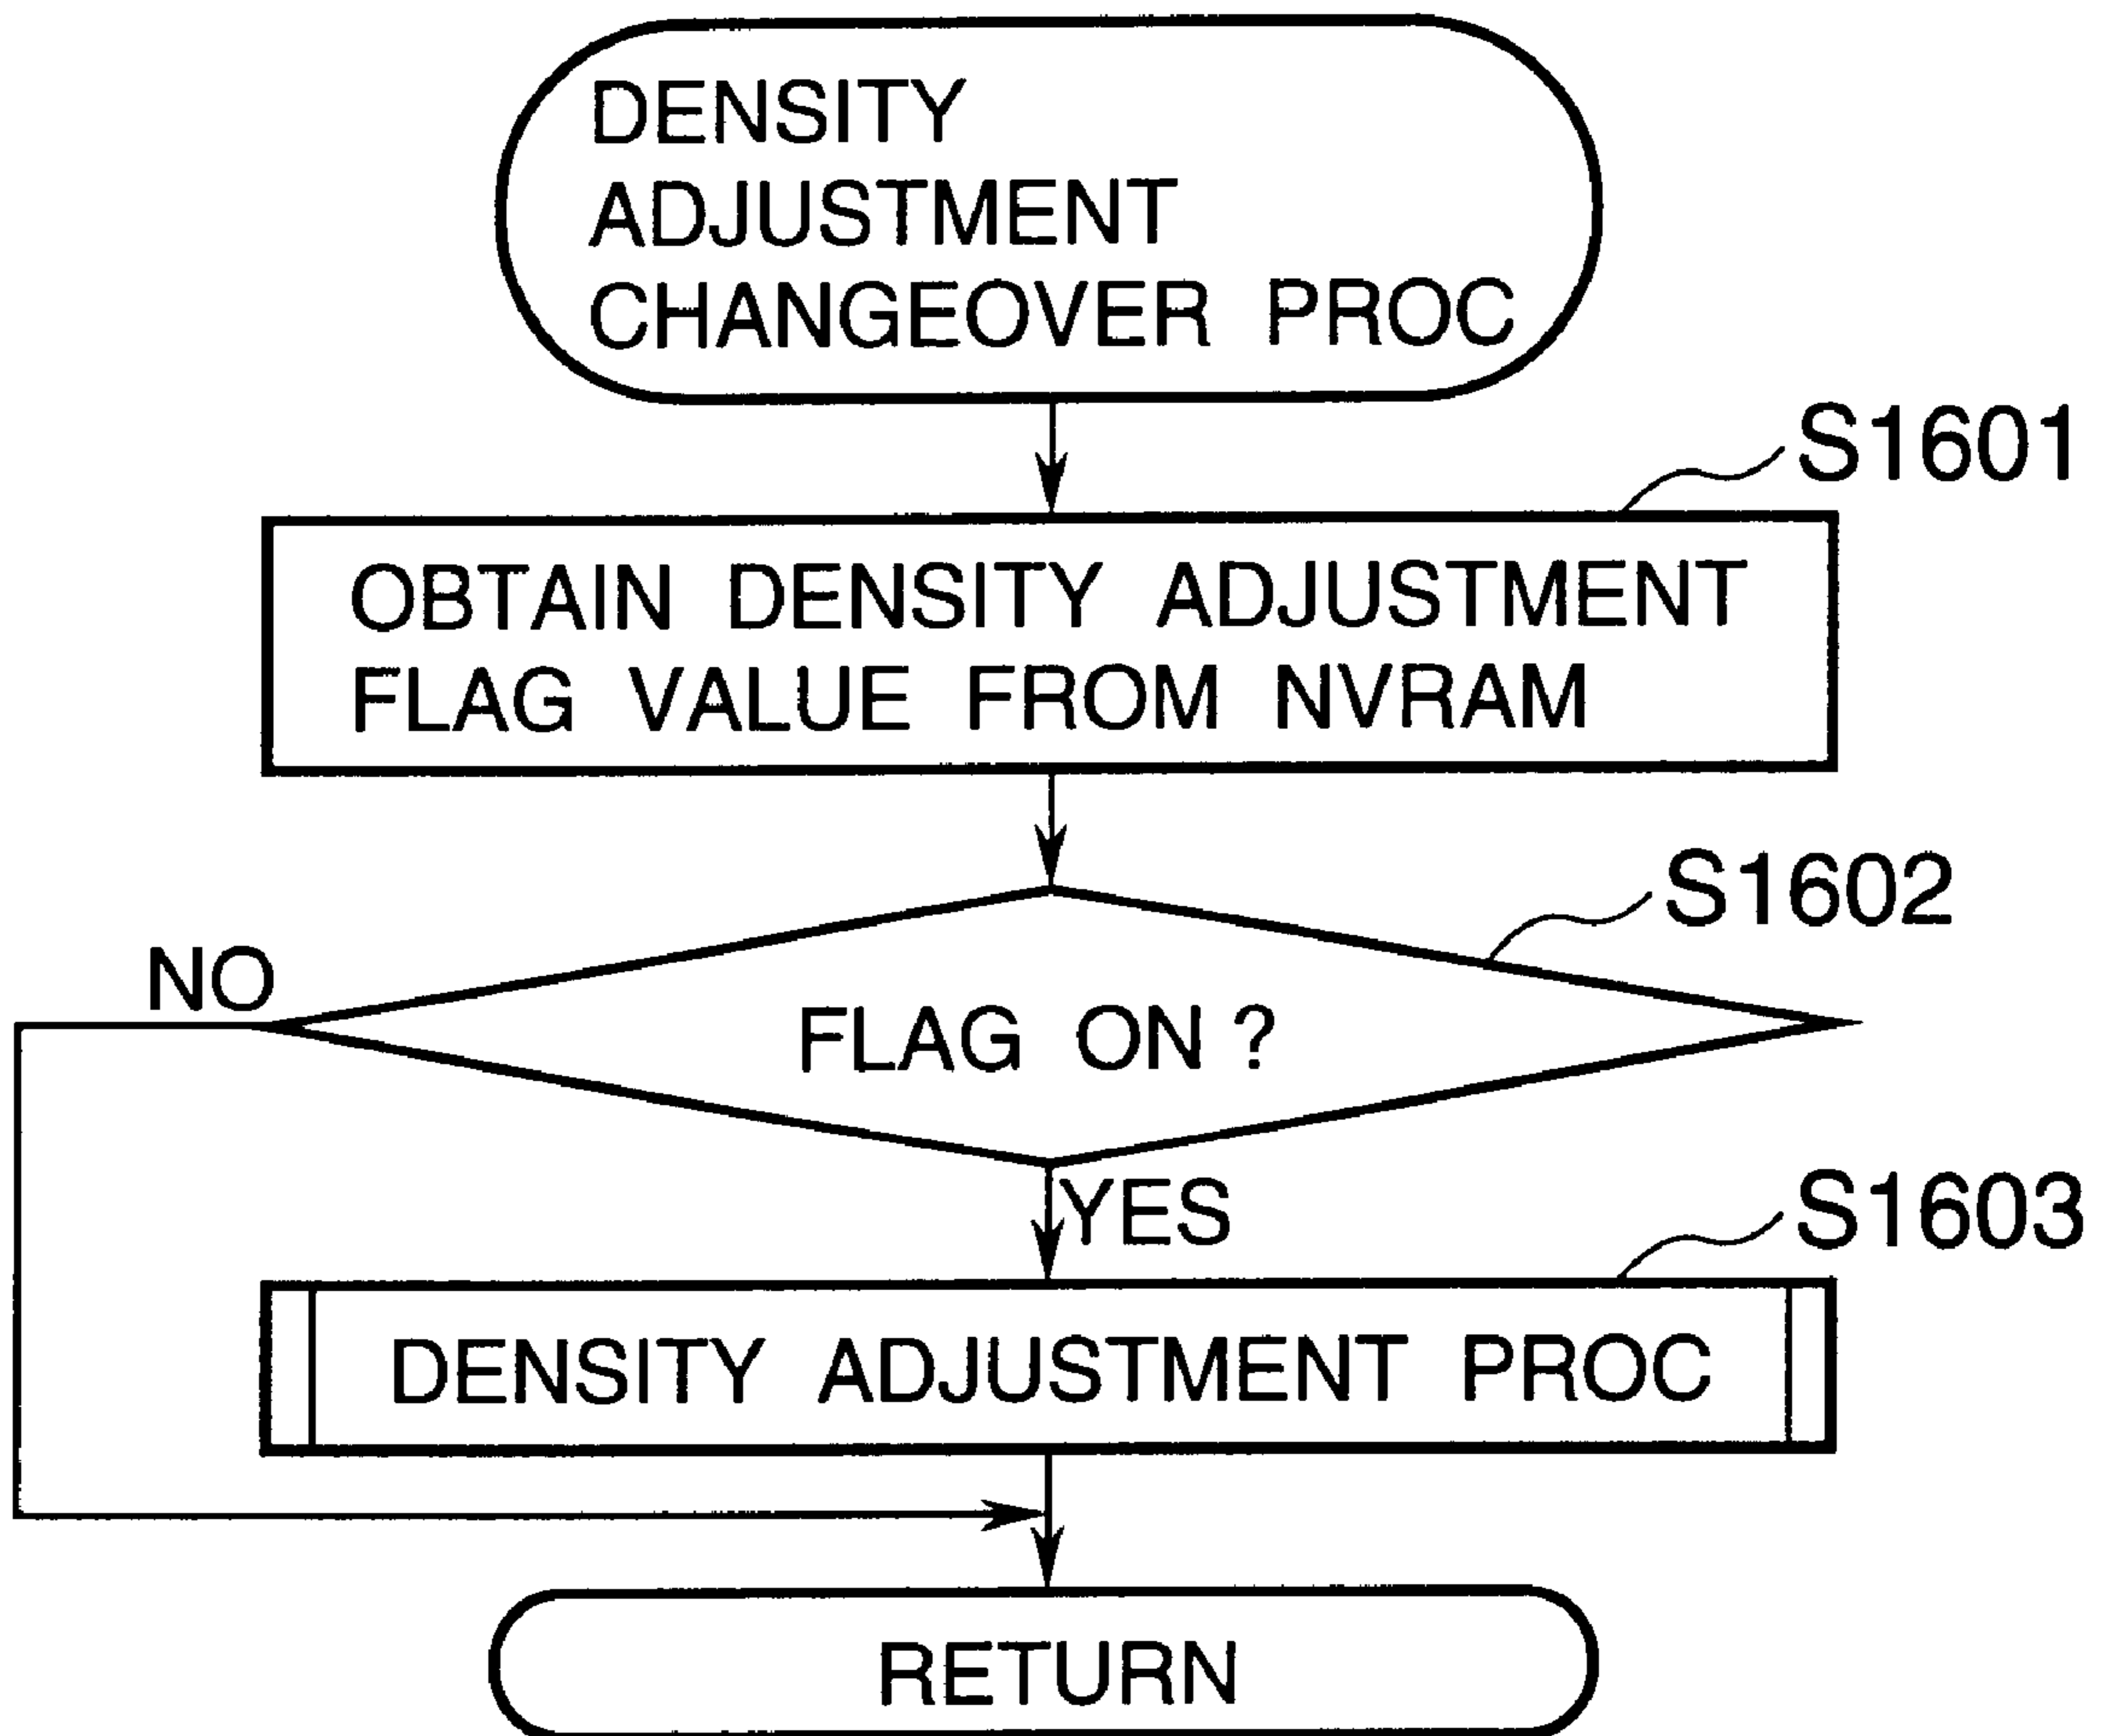 DENSITY
ADJUSTMENT
CHANGEOVER PROC
S1601
OBTAIN DENSITY ADJUSTMENT
FLAG VALUE FROM NVRAM
S1602
NO
FLAG ON ?
YES
S1603
DENSITY ADJUSTMENT PROC
RETURN